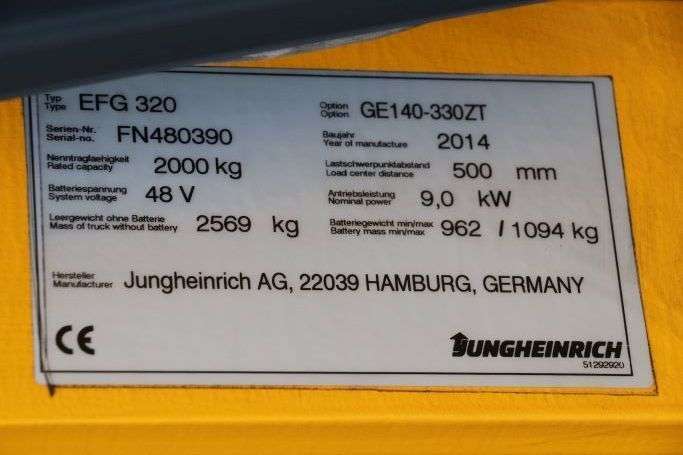 Typ EFG 320 Option GE140-330ZT
Type Option
Serien-Nr. FN480390 Baujahr 2014
Serial-no. Year of manufacture
Nenntraglaehigkeit 2000 kg Lastschwerpunktabstand 500 mm
Rated capacity Load center distance
Batteriespannung 48 V Antriebsleistung 9,0 kW
System voltage Nominal power
Leergewicht ohne Batterie 2569 kg Batteriegewicht min/max 962 / 1094 kg
Mass of truck without battery Battery mass min/max
Hersteller Jungheinrich AG, 22039 HAMBURG, GERMANY
Manufacturer
CE JUNGHEINRICH
51292920